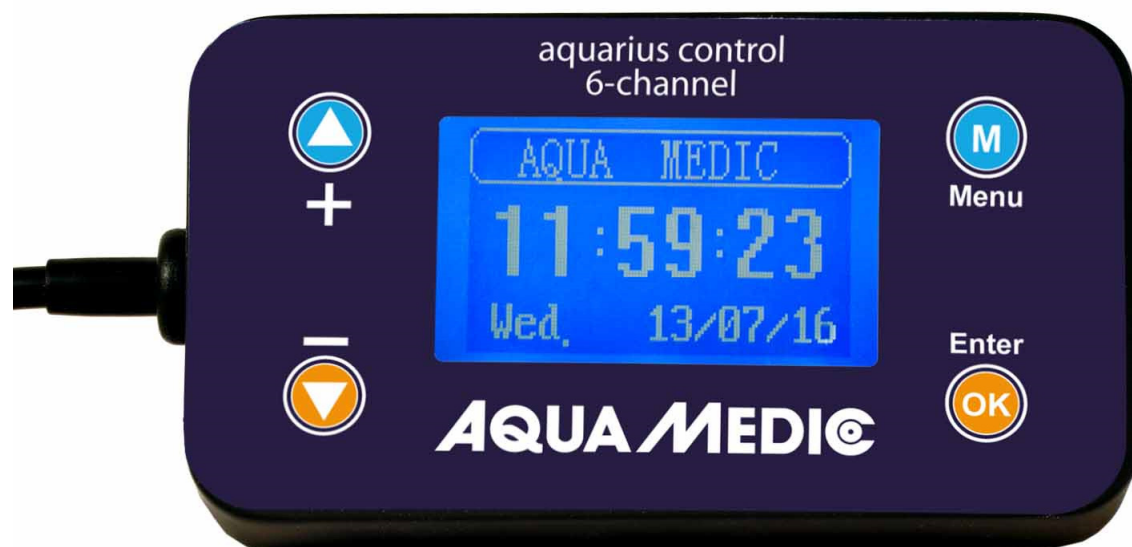 aquarius control
6-channel
+
M
Menu
AQUA MEDIC
11:59:23
Wed. 13/07/16
−
Enter
OK
AQUA MEDIC